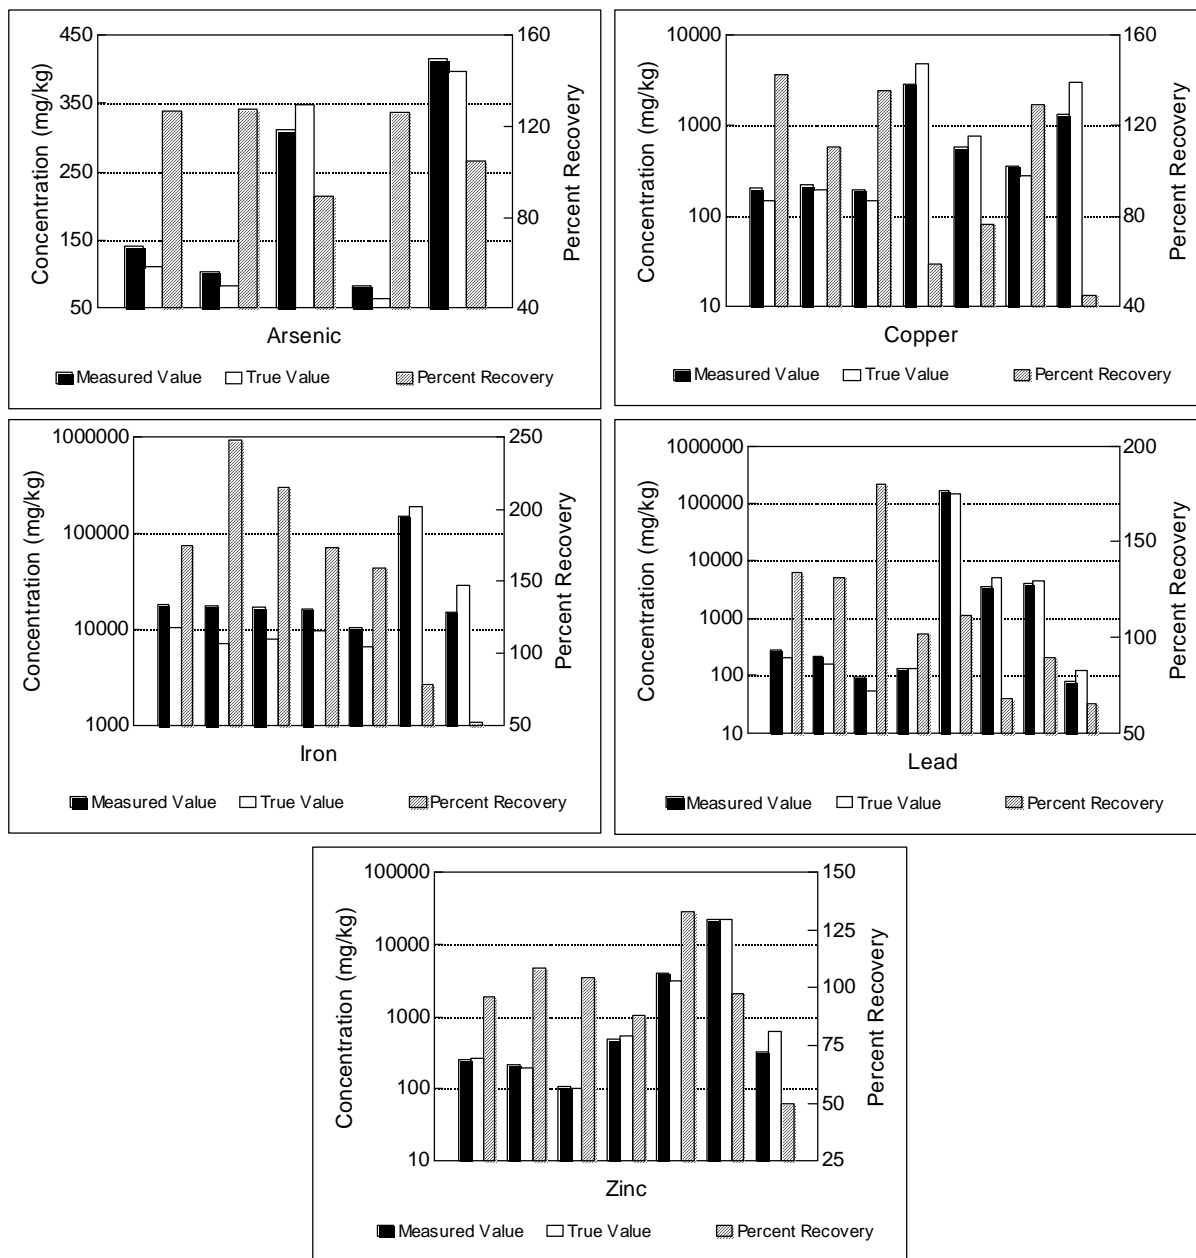 450
350
250
150
50
160
120
80
40
Concentration (mg/kg)
Percent Recovery
Arsenic
Measured Value True Value Percent Recovery
10000
1000
100
10
160
120
80
40
Concentration (mg/kg)
Percent Recovery
Copper
Measured Value True Value Percent Recovery
1000000
100000
10000
1000
250
200
150
100
50
Concentration (mg/kg)
Percent Recovery
Iron
Measured Value True Value Percent Recovery
1000000
100000
10000
1000
100
10
200
150
100
50
Concentration (mg/kg)
Percent Recovery
Lead
Measured Value True Value Percent Recovery
100000
10000
1000
100
10
150
125
100
75
50
25
Concentration (mg/kg)
Percent Recovery
Zinc
Measured Value True Value Percent Recovery